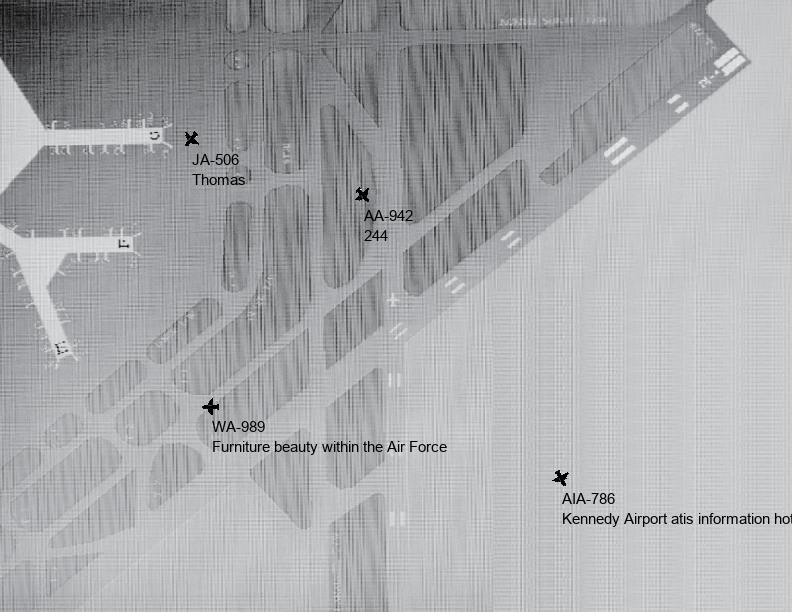 JA-506
Thomas
AA-942
244
WA-989
Furniture beauty within the Air Force
AIA-786
Kennedy Airport atis information hot